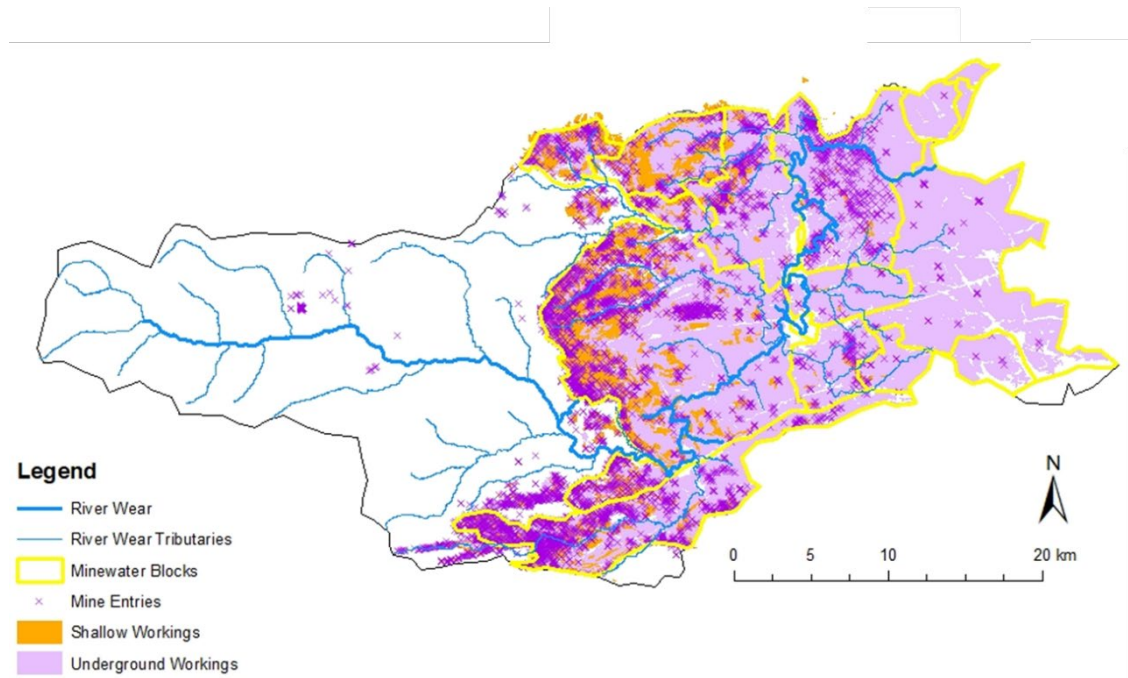 Legend
River Wear
River Wear Tributaries
Minewater Blocks
Mine Entries
Shallow Workings
Underground Workings
N
0 5 10 20 km